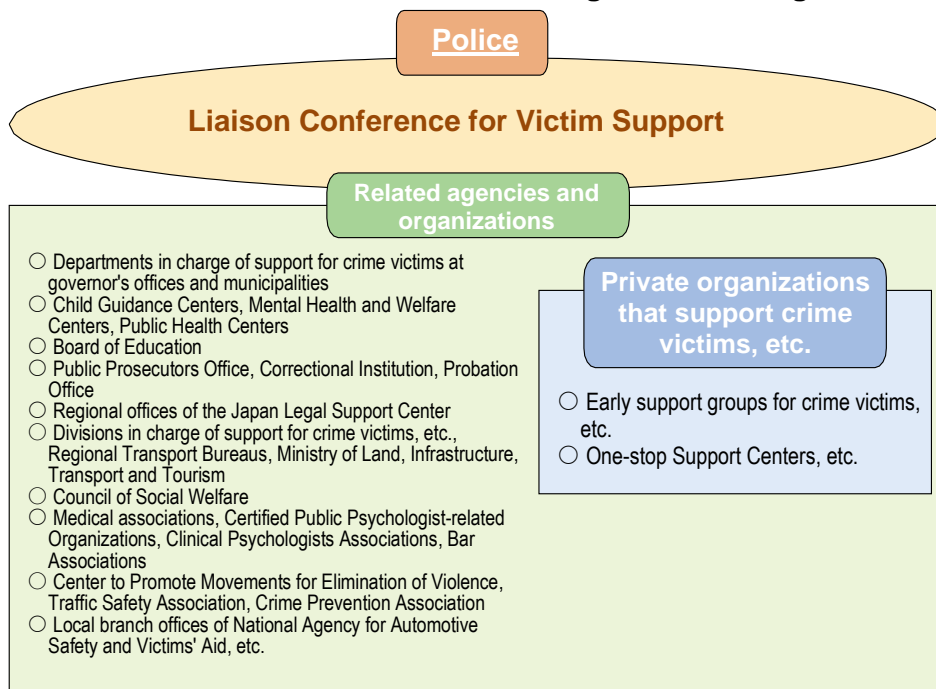 Police
Liaison Conference for Victim Support
Related agencies and
organizations
○ Departments in charge of support for crime victims at
governor's offices and municipalities
○ Child Guidance Centers, Mental Health and Welfare
Centers, Public Health Centers
○ Board of Education
○ Public Prosecutors Office, Correctional Institution, Probation
Office
○ Regional offices of the Japan Legal Support Center
○ Divisions in charge of support for crime victims, etc.,
Regional Transport Bureaus, Ministry of Land, Infrastructure,
Transport and Tourism
○ Council of Social Welfare
○ Medical associations, Certified Public Psychologist-related
Organizations, Clinical Psychologists Associations, Bar
Associations
○ Center to Promote Movements for Elimination of Violence,
Traffic Safety Association, Crime Prevention Association
○ Local branch offices of National Agency for Automotive
Safety and Victims' Aid, etc.
Private organizations
that support crime
victims, etc.
○ Early support groups for crime victims,
etc.
○ One-stop Support Centers, etc.